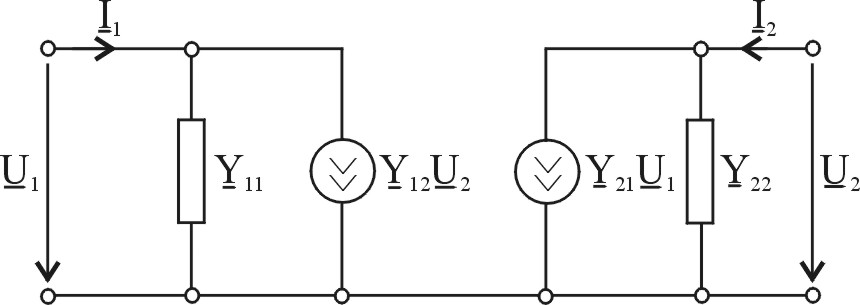 I₁ I₂
U₁ Y₁₁ Y₁₂U₂ Y₂₁U₁ Y₂₂ U₂